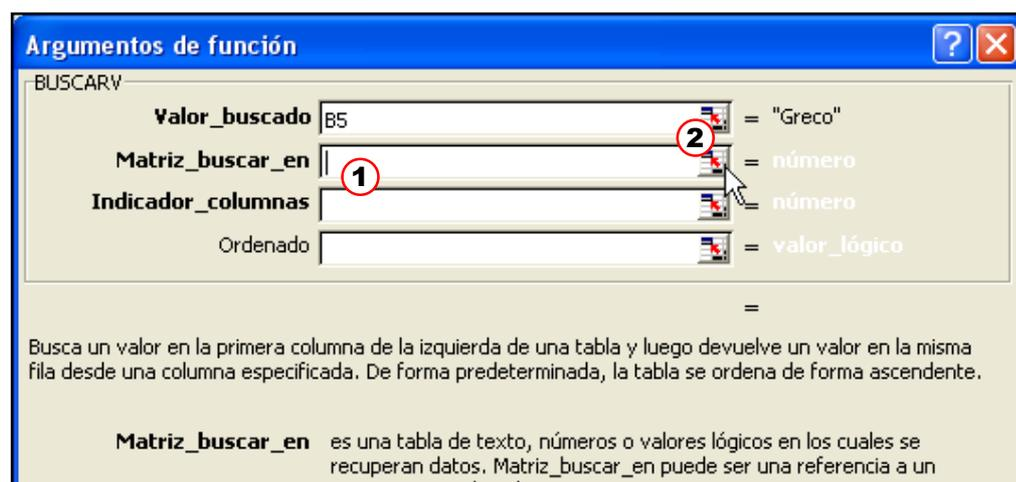 Argumentos de función
BUSCARV
Valor_buscado B5 = "Greco"
2
Matriz_buscar_en = número
1
Indicador_columnas = número
Ordenado = valor_lógico
=
Busca un valor en la primera columna de la izquierda de una tabla y luego devuelve un valor en la misma
fila desde una columna especificada. De forma predeterminada, la tabla se ordena de forma ascendente.
Matriz_buscar_en es una tabla de texto, números o valores lógicos en los cuales se
recuperan datos. Matriz_buscar_en puede ser una referencia a un